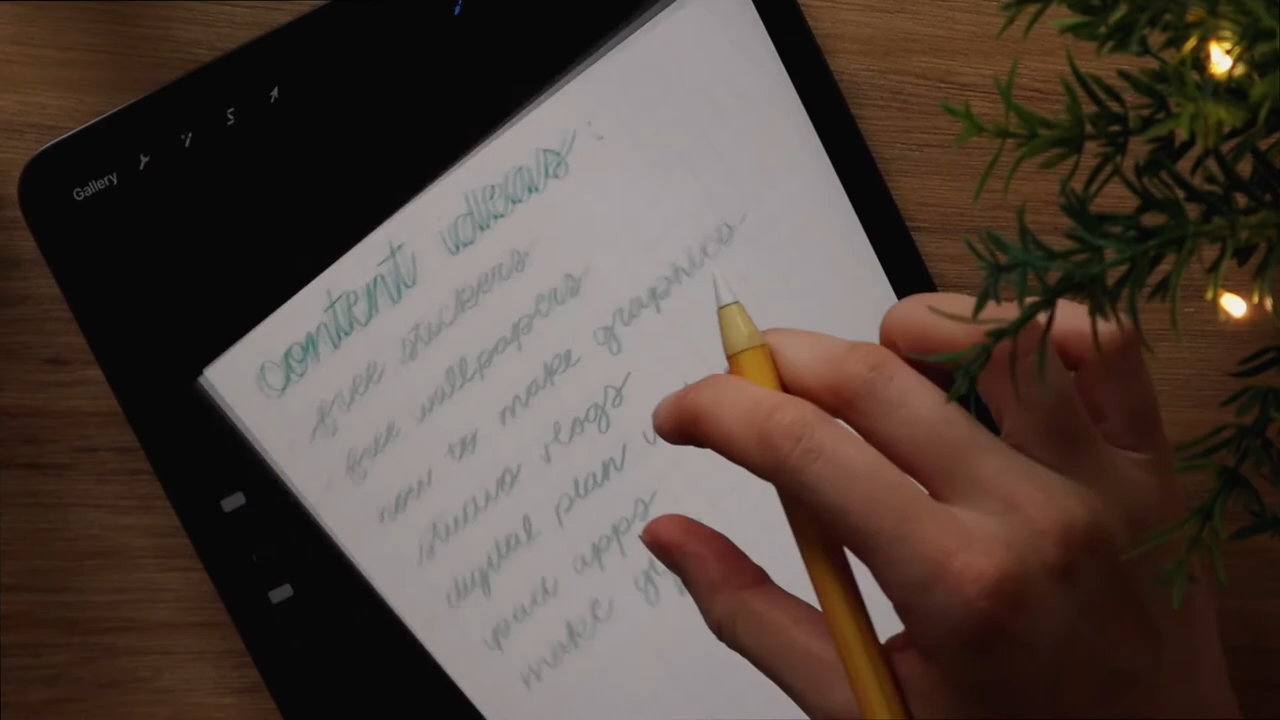 Gallery
content ideas:
free stickers
free wallpapers
how to make graphics
studio vlogs
digital plan
ipad apps
make